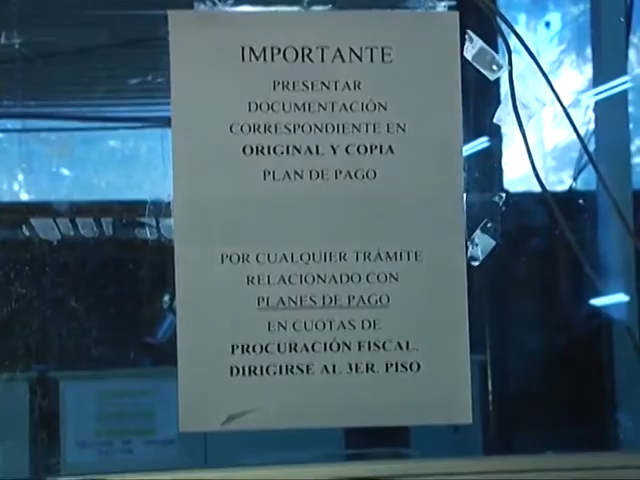 IMPORTANTE
PRESENTAR
DOCUMENTACIÓN
CORRESPONDIENTE EN
ORIGINAL Y COPIA
PLAN DE PAGO
POR CUALQUIER TRÁMITE
RELACIONADO CON
PLANES DE PAGO
EN CUOTAS DE
PROCURACIÓN FISCAL.
DIRIGIRSE AL 3ER. PISO